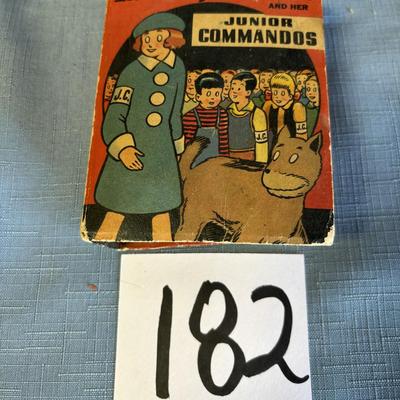 AND HER
JUNIOR
COMMANDOS
J.C.
J.C.
J.C.
182